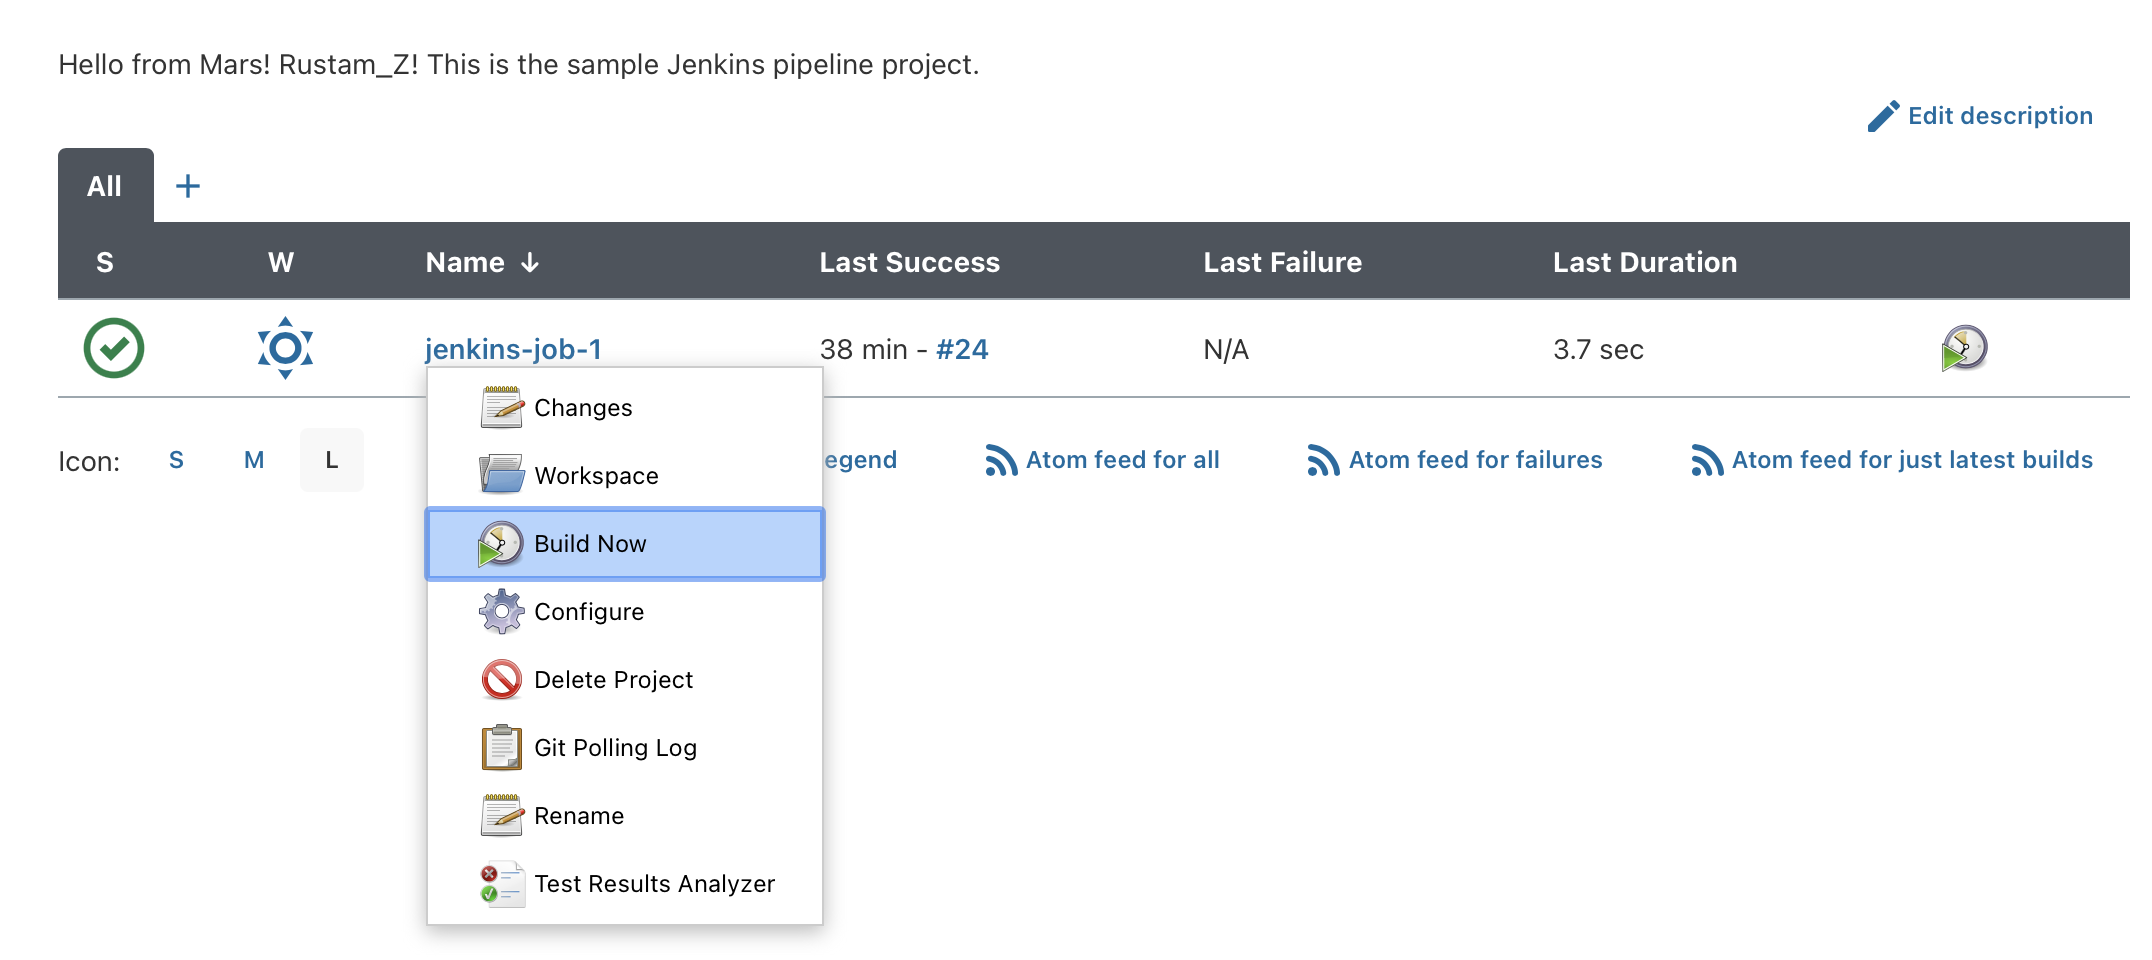 Hello from Mars! Rustam_Z! This is the sample Jenkins pipeline project.
Edit description
All +
S W Name ↓ Last Success Last Failure Last Duration
jenkins-job-1 38 min - #24 N/A 3.7 sec
Icon: S M L egend Atom feed for all Atom feed for failures Atom feed for just latest builds
Changes
Workspace
Build Now
Configure
Delete Project
Git Polling Log
Rename
Test Results Analyzer